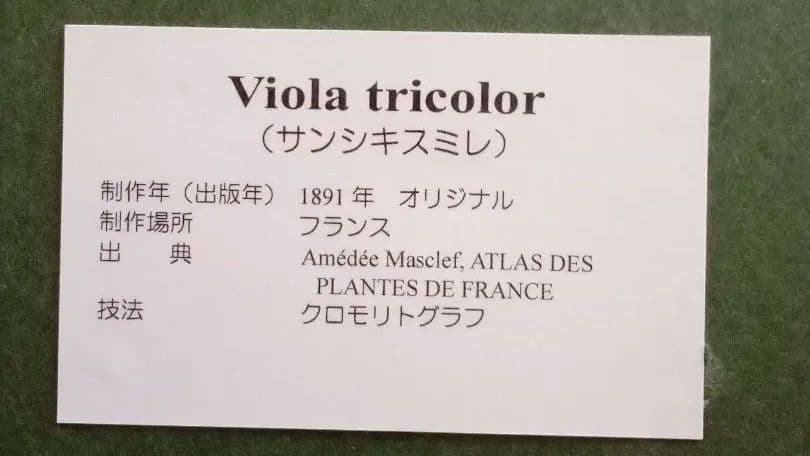 Viola tricolor
（サンシキスミレ）
制作年（出版年） 1891 年　オリジナル
制作場所　フランス
出　　典　Amédée Masclef, ATLAS DES
PLANTES DE FRANCE
技法　クロモリトグラフ